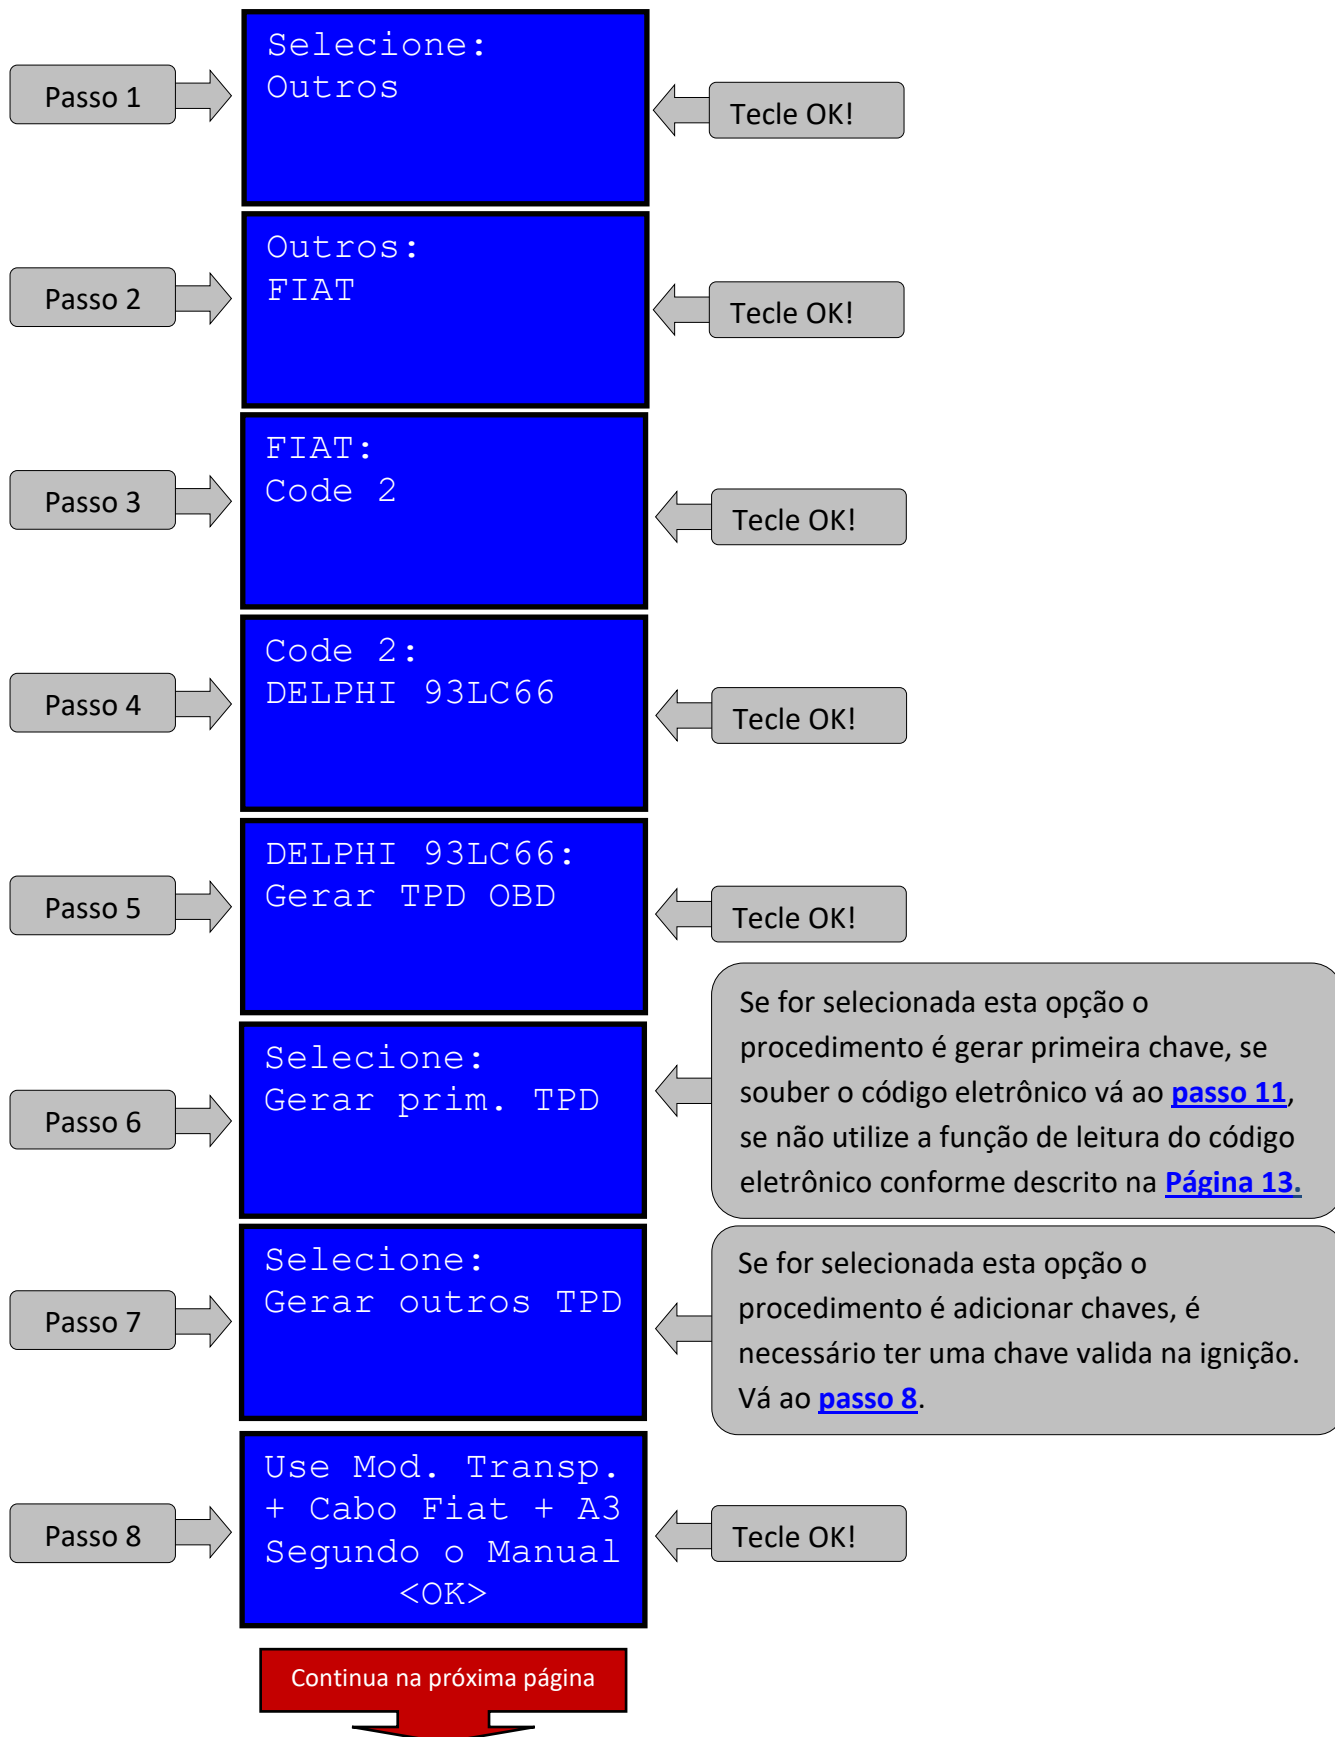 Passo 1
Selecione:
Outros
Tecle OK!
Passo 2
Outros:
FIAT
Tecle OK!
Passo 3
FIAT:
Code 2
Tecle OK!
Passo 4
Code 2:
DELPHI 93LC66
Tecle OK!
Passo 5
DELPHI 93LC66:
Gerar TPD OBD
Tecle OK!
Passo 6
Selecione:
Gerar prim. TPD
Se for selecionada esta opção o
procedimento é gerar primeira chave, se
souber o código eletrônico vá ao passo 11,
se não utilize a função de leitura do código
eletrônico conforme descrito na Página 13.
Passo 7
Selecione:
Gerar outros TPD
Se for selecionada esta opção o
procedimento é adicionar chaves, é
necessário ter uma chave valida na ignição.
Vá ao passo 8.
Passo 8
Use Mod. Transp.
+ Cabo Fiat + A3
Segundo o Manual
<OK>
Tecle OK!
Continua na próxima página